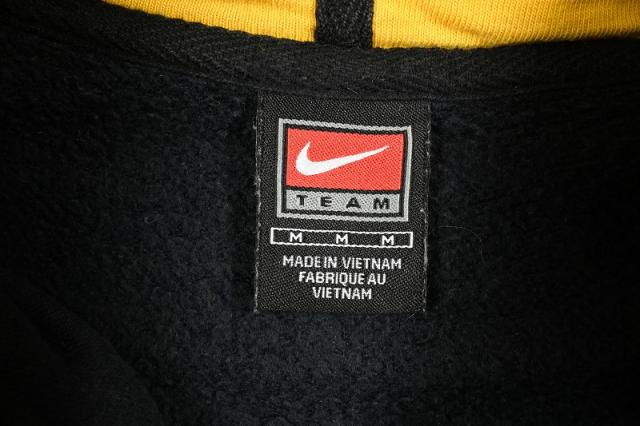 TEAM
M M M
MADE IN VIETNAM
FABRIQUE AU
VIETNAM